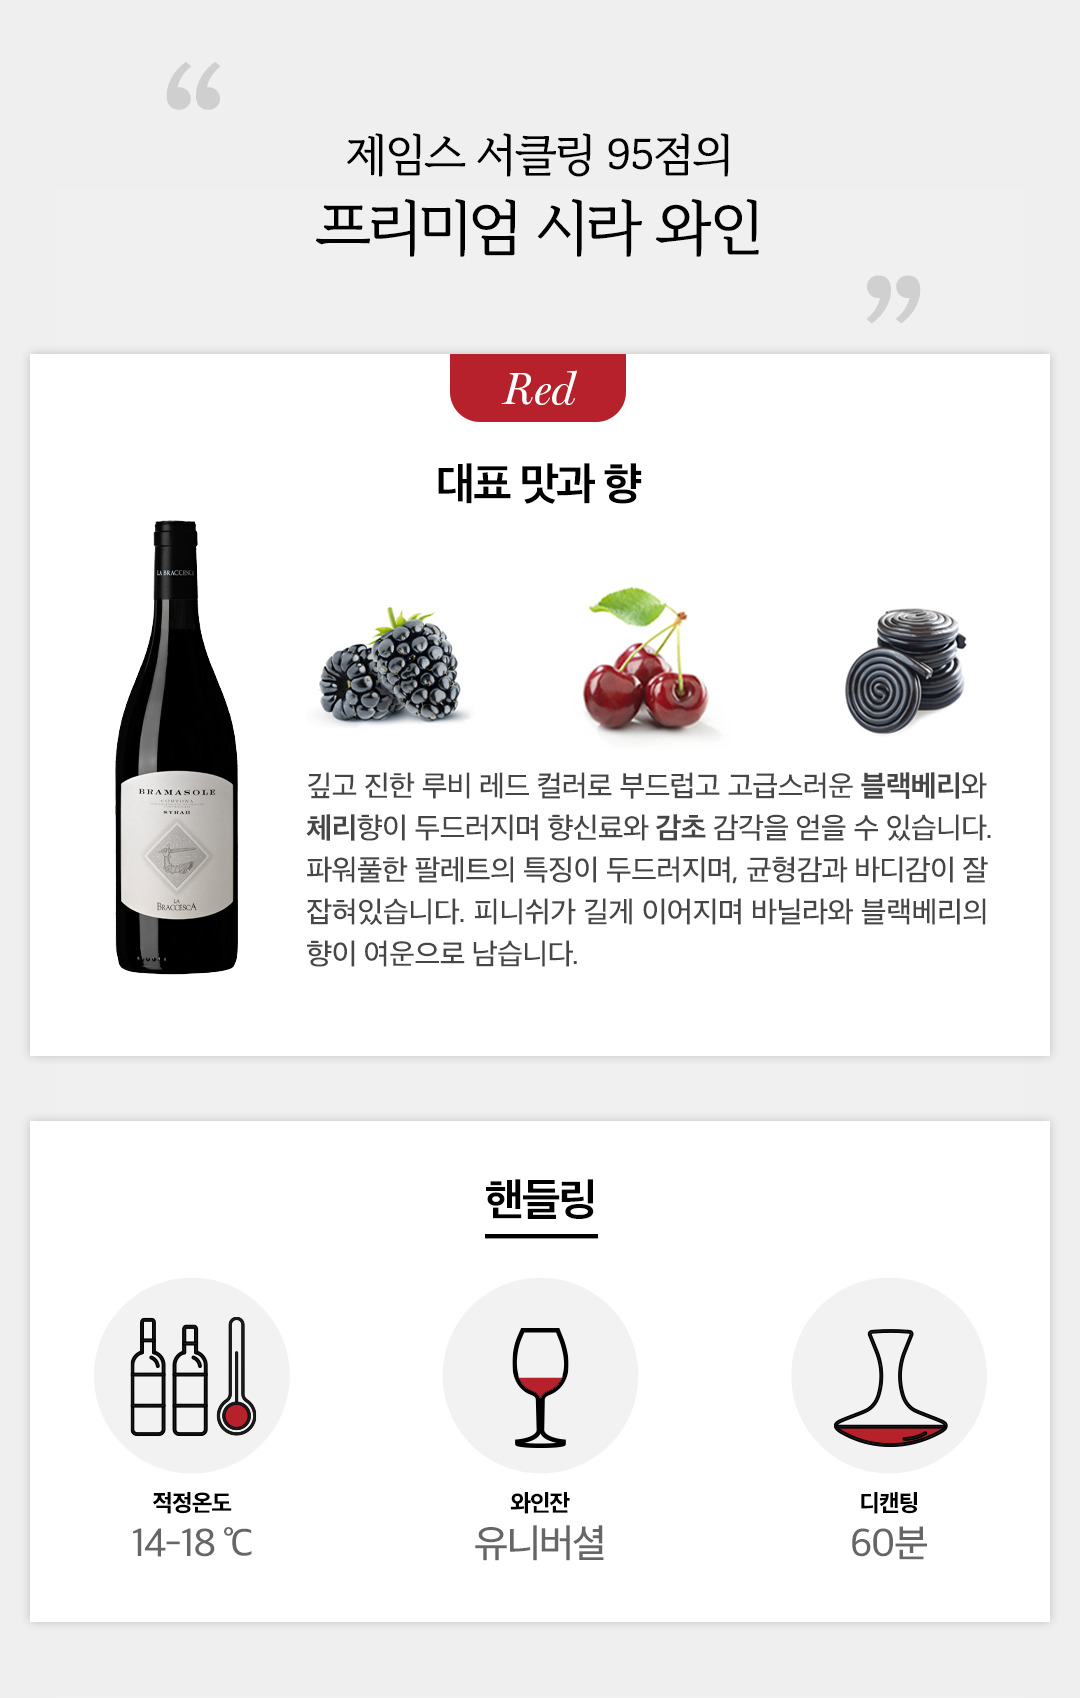 “
제임스 서클링 95점의
프리미엄 시라 와인
”
Red
대표 맛과 향
LA BRACCESCA
BRAMASOLE
CORTONA
SYRAH
LA
BRACCESCA
깊고 진한 루비 레드 컬러로 부드럽고 고급스러운 블랙베리와
체리향이 두드러지며 향신료와 감초 감각을 얻을 수 있습니다.
파워풀한 팔레트의 특징이 두드러지며, 균형감과 바디감이 잘
잡혀있습니다. 피니쉬가 길게 이어지며 바닐라와 블랙베리의
향이 여운으로 남습니다.
핸들링
적정온도
14-18 ℃
와인잔
유니버셜
디캔팅
60분